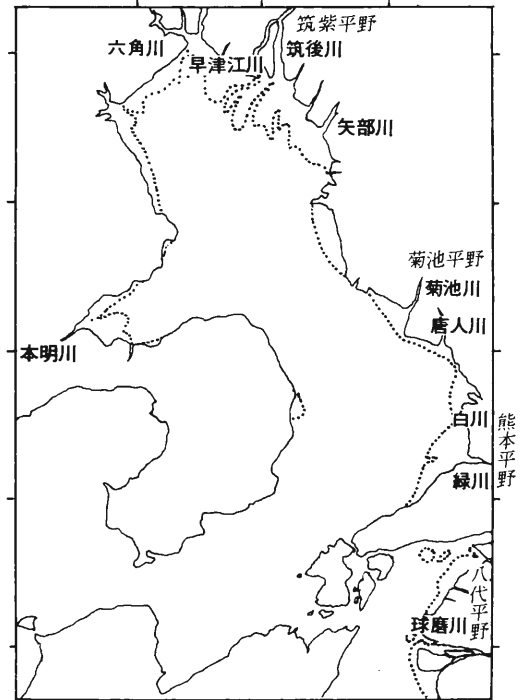 筑紫平野
六角川
早津江川
筑後川
矢部川
菊池平野
菊池川
唐人川
本明川
白川
熊本平野
緑川
八代平野
球磨川